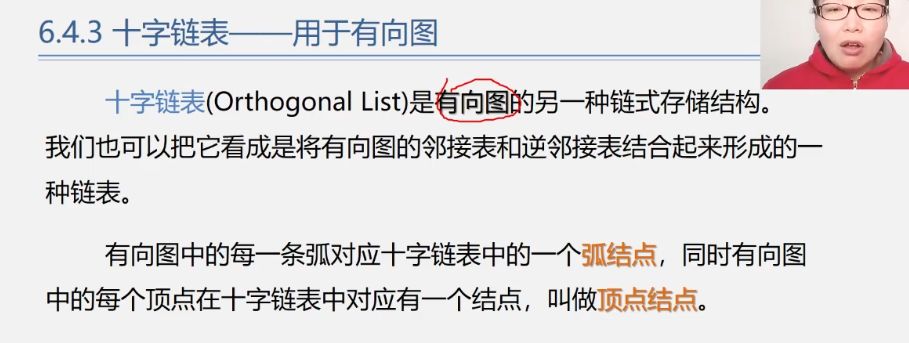 6.4.3 十字链表——用于有向图
十字链表(Orthogonal List)是有向图的另一种链式存储结构。
我们也可以把它看成是将有向图的邻接表和逆邻接表结合起来形成的一
种链表。
有向图中的每一条弧对应十字链表中的一个弧结点，同时有向图
中的每个顶点在十字链表中对应有一个结点，叫做顶点结点。